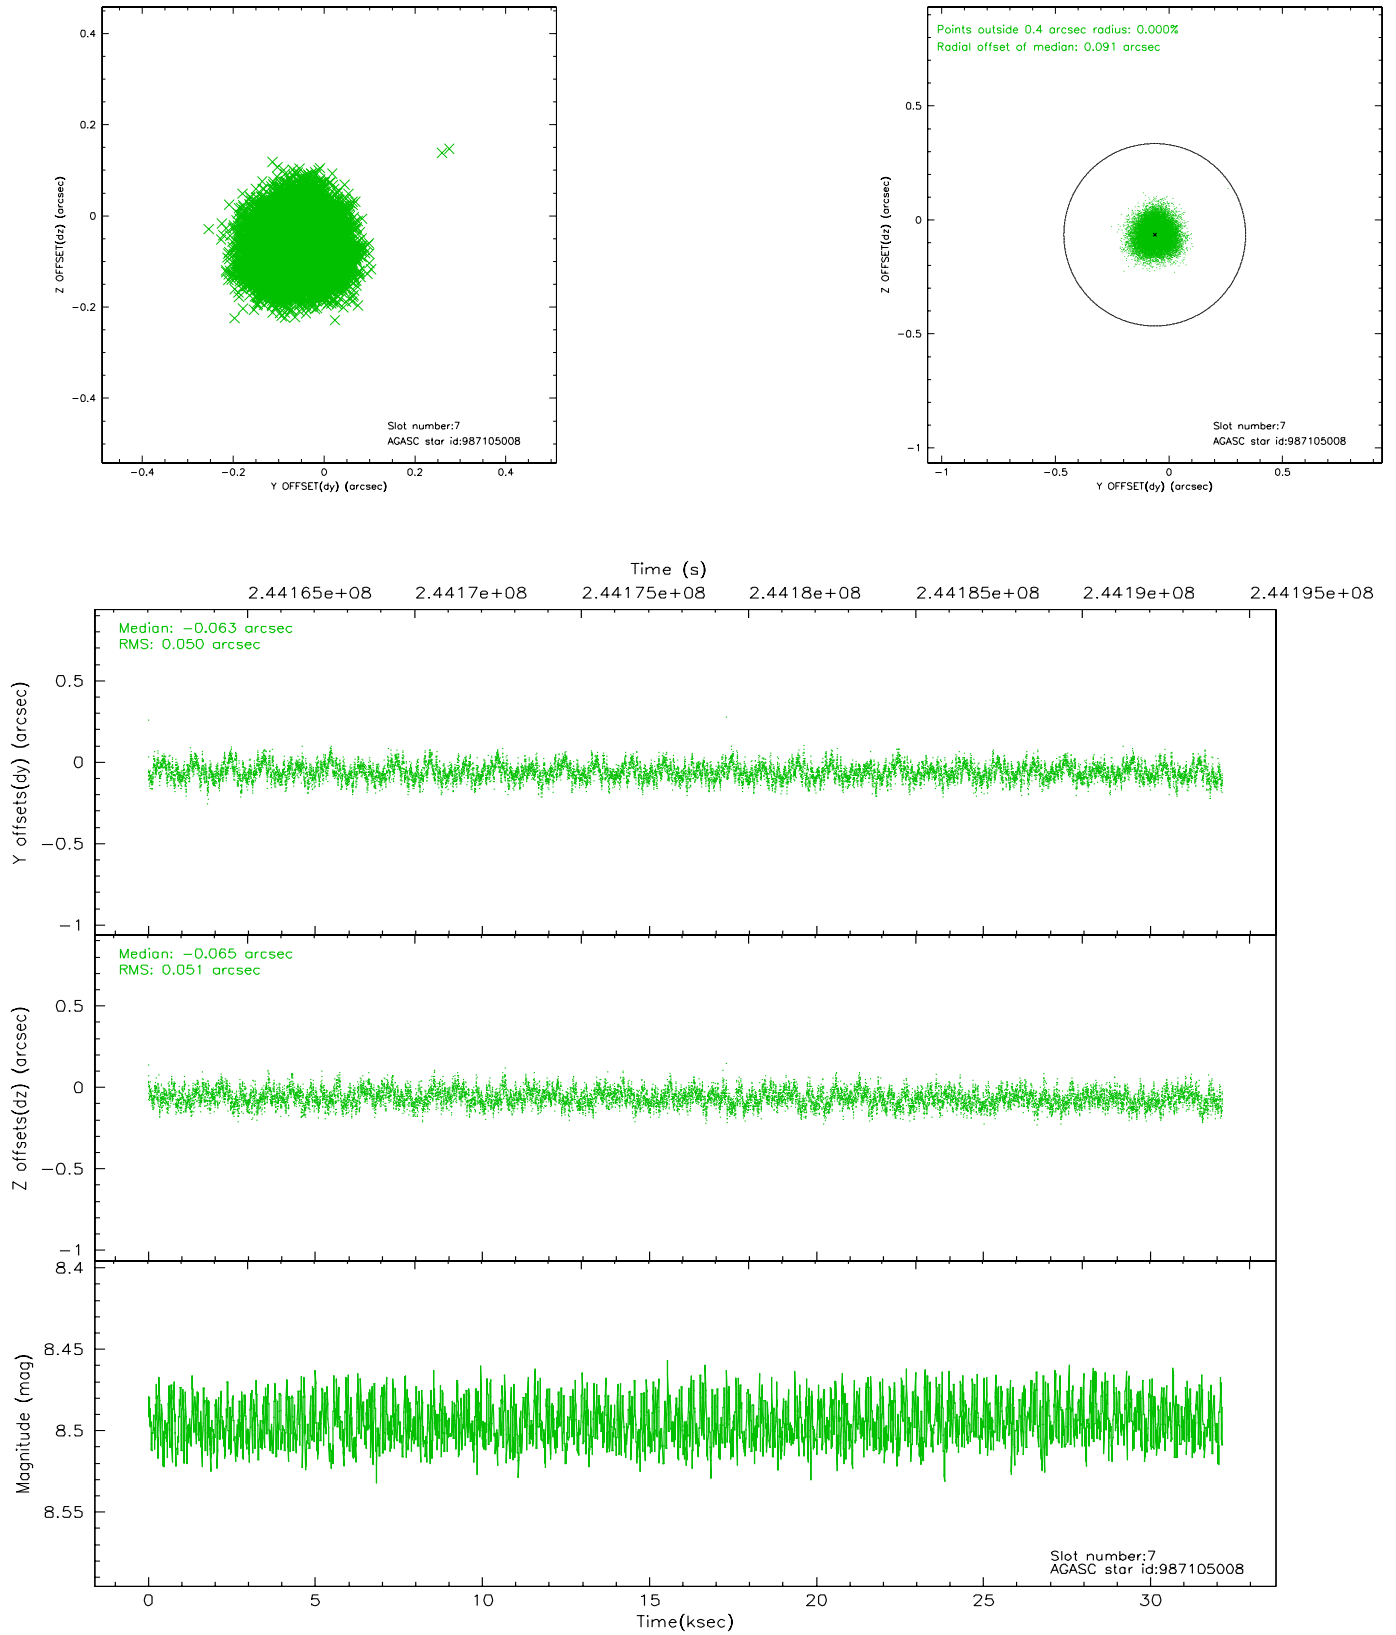 0.4
0.2
0
-0.2
-0.4
Z OFFSET(dz) (arcsec)
Slot number:7
AGASC star id:987105008
-0.4 -0.2 0 0.2 0.4
Y OFFSET(dy) (arcsec)
Points outside 0.4 arcsec radius: 0.000%
Radial offset of median: 0.091 arcsec
0.5
0
-0.5
-1
Z OFFSET(dz) (arcsec)
Slot number:7
AGASC star id:987105008
-1 -0.5 0 0.5
Y OFFSET(dy) (arcsec)
Time (s)
2.44165e+08 2.4417e+08 2.44175e+08 2.4418e+08 2.44185e+08 2.4419e+08 2.44195e+08
Median: -0.063 arcsec
RMS: 0.050 arcsec
0.5
0
-0.5
-1
Y offsets(dy) (arcsec)
Median: -0.065 arcsec
RMS: 0.051 arcsec
0.5
0
-0.5
-1
Z offsets(dz) (arcsec)
8.4
8.45
8.5
8.55
Magnitude (mag)
Slot number:7
AGASC star id:987105008
0 5 10 15 20 25 30
Time(ksec)